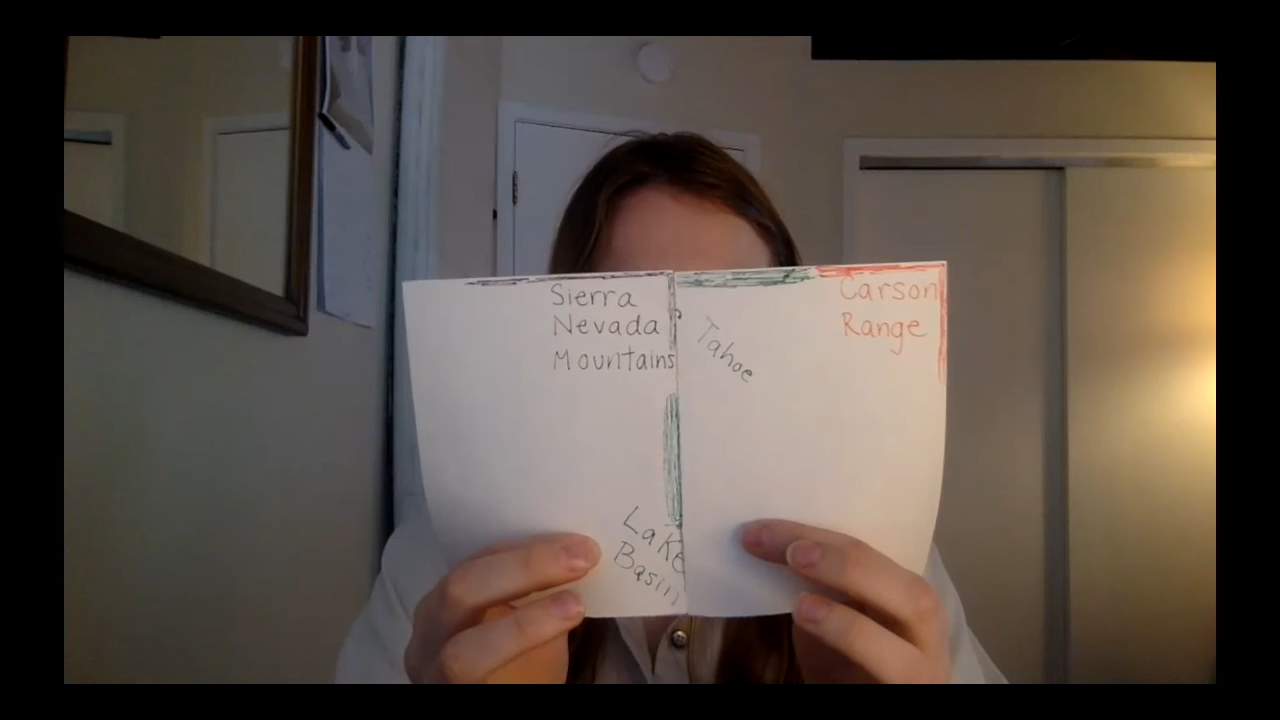 Sierra
Nevada
Mountains
Tahoe
Carson
Range
Lake
Basin